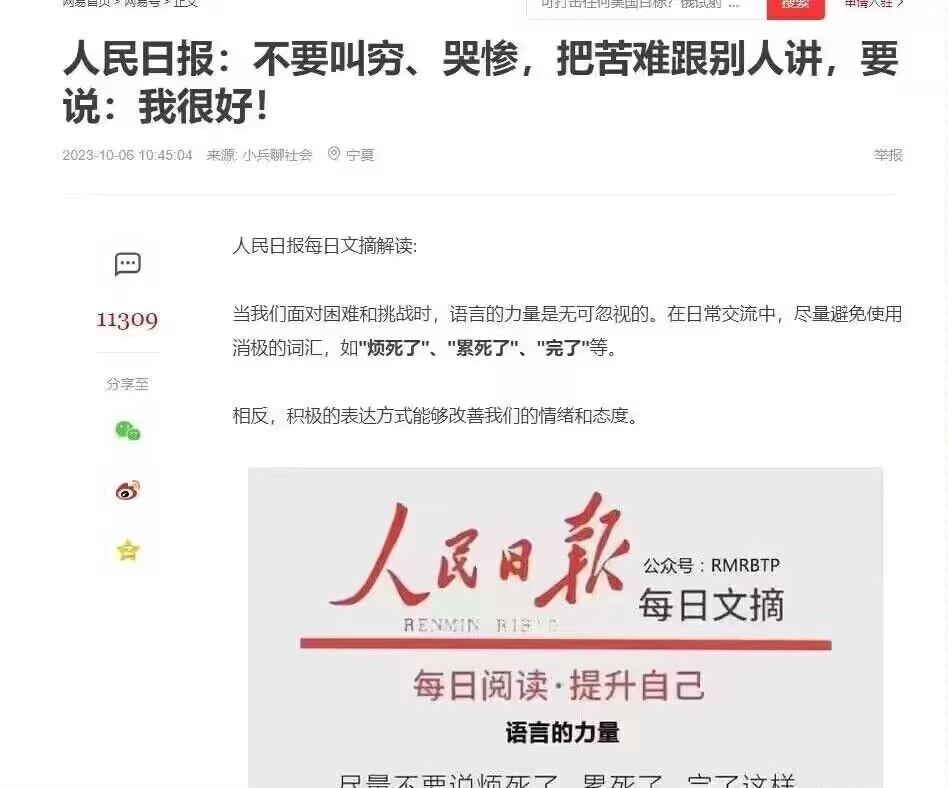 网易首页 > 网易号 > 正文
可打击任何美国目标？俄试射 ...
搜索
申请入驻 >
人民日报：不要叫穷、哭惨，把苦难跟别人讲，要
说：我很好！
2023-10-06 10:45:04 来源: 小兵聊社会 宁夏
举报
人民日报每日文摘解读:
11309
当我们面对困难和挑战时，语言的力量是无可忽视的。在日常交流中，尽量避免使用
消极的词汇，如"烦死了"、"累死了"、"完了"等。
分享至
相反，积极的表达方式能够改善我们的情绪和态度。
人民日报
公众号：RMRBTP
每日文摘
RENMIN
每日阅读·提升自己
语言的力量
尽量不要说烦死了，累死了，完了这样